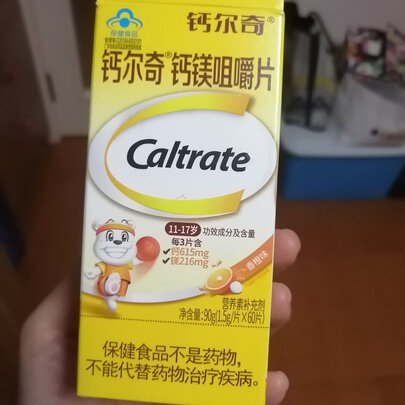 钙尔奇®
保健食品
钙尔奇®钙镁咀嚼片
Caltrate
11-17岁 功效成分及含量
每3片含
钙615mg
镁216mg
香橙味
营养素补充剂
净含量:90g(1.5g/片X60片)
保健食品不是药物,
不能代替药物治疗疾病。